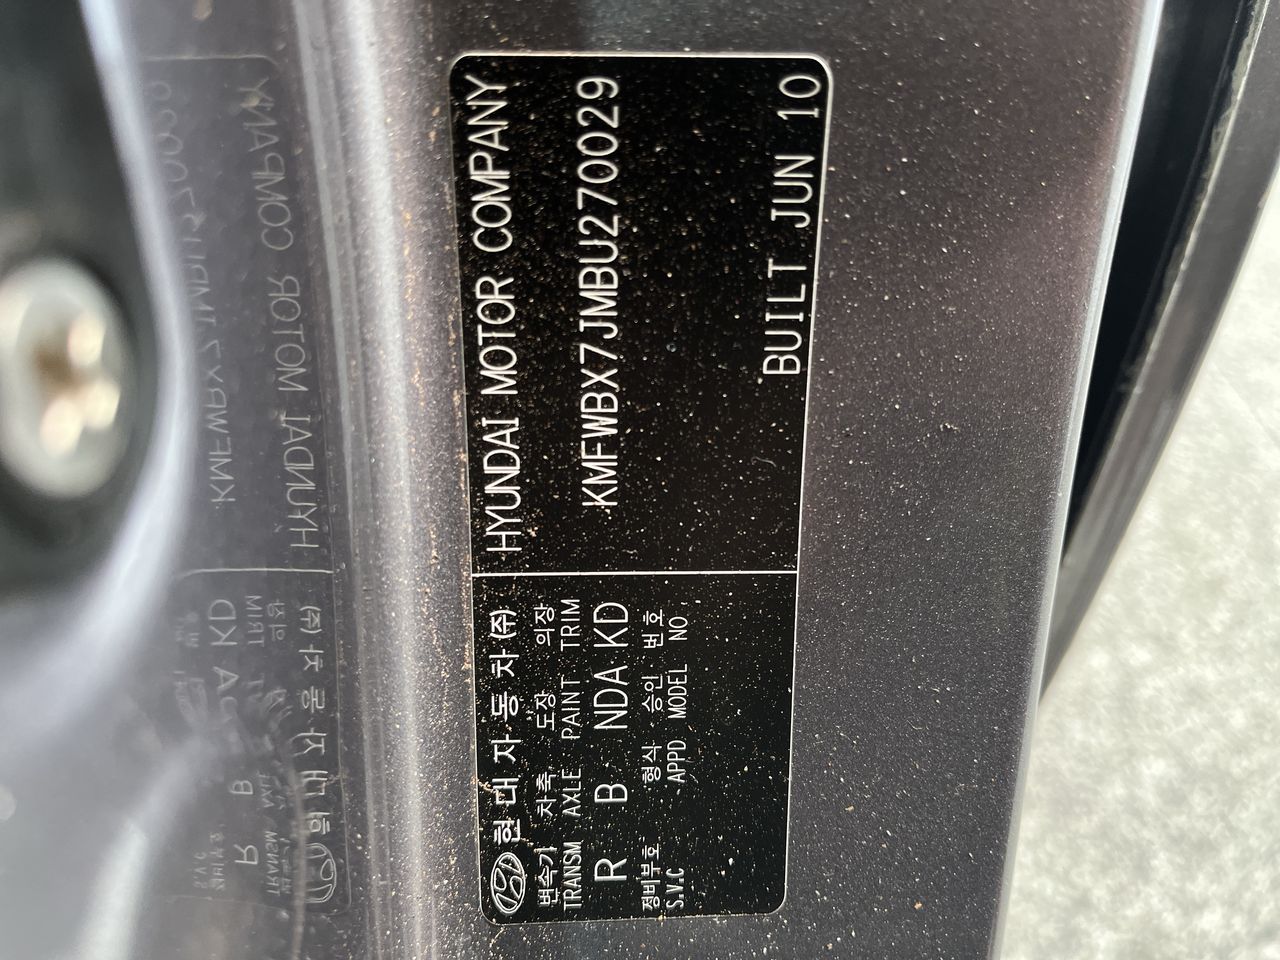 현대자동차(주) HYUNDAI MOTOR COMPANY
변속기 차축 도장 의장
TRANSM AXLE PAINT TRIM
R B NDA KD
KMFWBX7JMBU270029
정비부호 형식 승인 번호
S.V.C APPD MODEL NO.
BUILT JUN 10